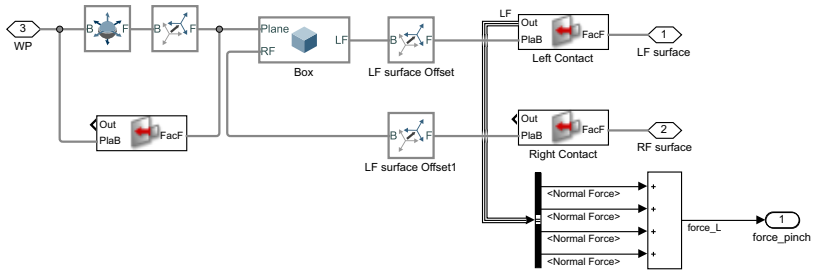 3
WP
B F
B F
Plane
RF
LF
Box
B F
LF surface Offset
LF
Out
PlaB
FacF
Left Contact
1
LF surface
Out
PlaB
FacF
B F
LF surface Offset1
Out
PlaB
FacF
Right Contact
2
RF surface
<Normal Force>
<Normal Force>
<Normal Force>
<Normal Force>
+
+
+
+
force_L
1
force_pinch